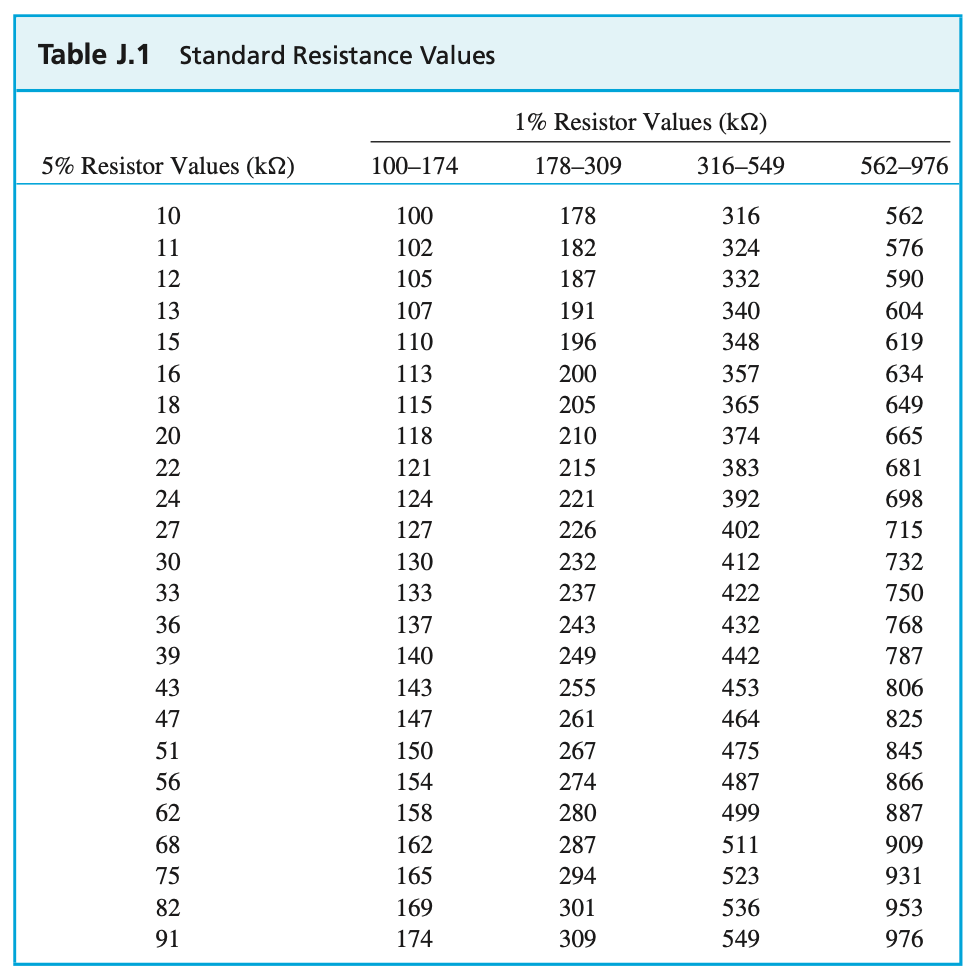 Table J.1 Standard Resistance Values
1% Resistor Values (kΩ)
5% Resistor Values (kΩ) 100–174 178–309 316–549 562–976
10 100 178 316 562
11 102 182 324 576
12 105 187 332 590
13 107 191 340 604
15 110 196 348 619
16 113 200 357 634
18 115 205 365 649
20 118 210 374 665
22 121 215 383 681
24 124 221 392 698
27 127 226 402 715
30 130 232 412 732
33 133 237 422 750
36 137 243 432 768
39 140 249 442 787
43 143 255 453 806
47 147 261 464 825
51 150 267 475 845
56 154 274 487 866
62 158 280 499 887
68 162 287 511 909
75 165 294 523 931
82 169 301 536 953
91 174 309 549 976